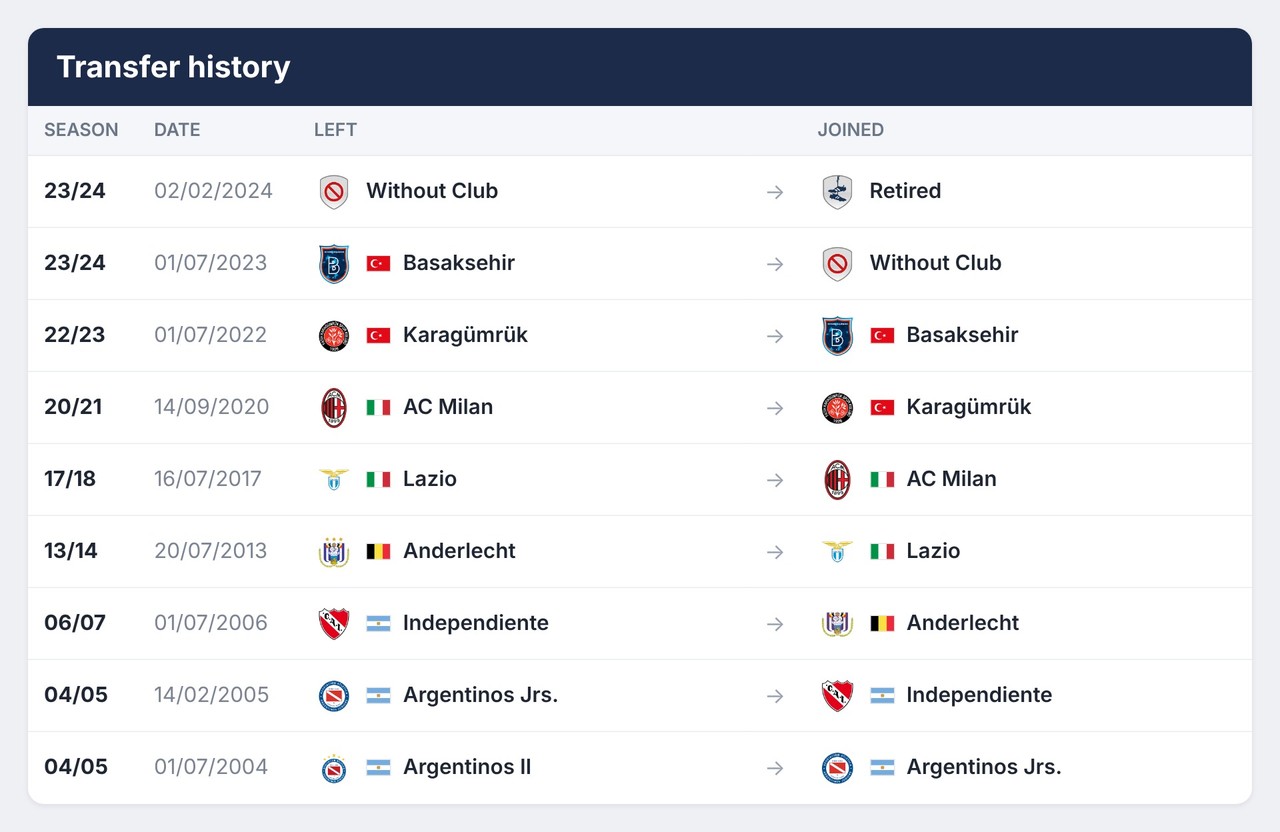 Transfer history
SEASON DATE LEFT JOINED
23/24 02/02/2024 Without Club → Retired
23/24 01/07/2023 Basaksehir → Without Club
22/23 01/07/2022 Karagümrük → Basaksehir
20/21 14/09/2020 AC Milan → Karagümrük
17/18 16/07/2017 Lazio → AC Milan
13/14 20/07/2013 Anderlecht → Lazio
06/07 01/07/2006 Independiente → Anderlecht
04/05 14/02/2005 Argentinos Jrs. → Independiente
04/05 01/07/2004 Argentinos II → Argentinos Jrs.